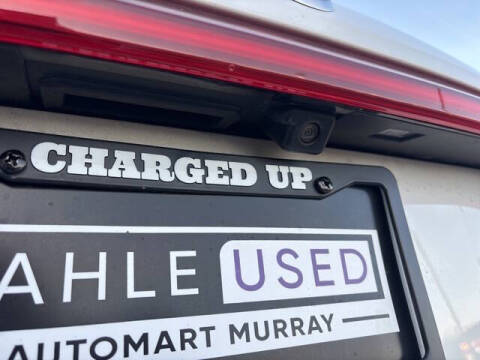 CHARGED UP
AHLE USED
AUTOMART MURRAY